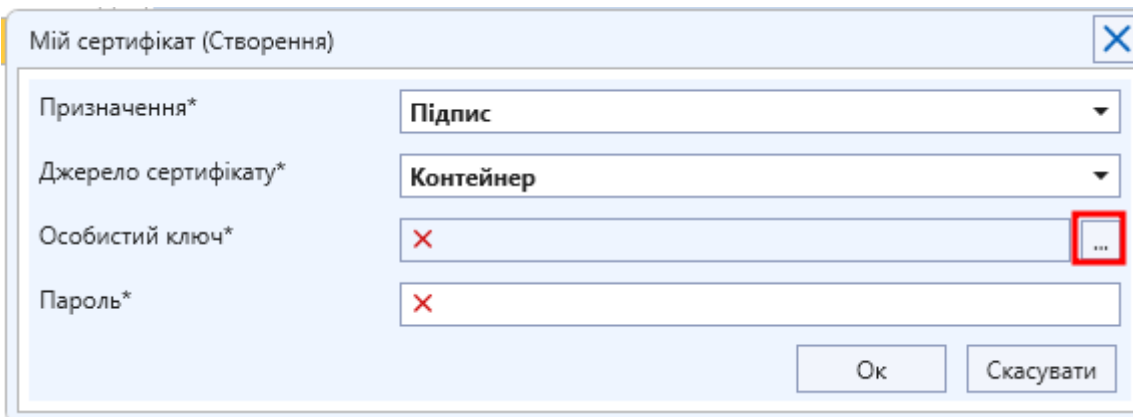 Мій сертифікат (Створення)
Призначення* Підпис
Джерело сертифікату* Контейнер
Особистий ключ* ...
Пароль*
Ок Скасувати